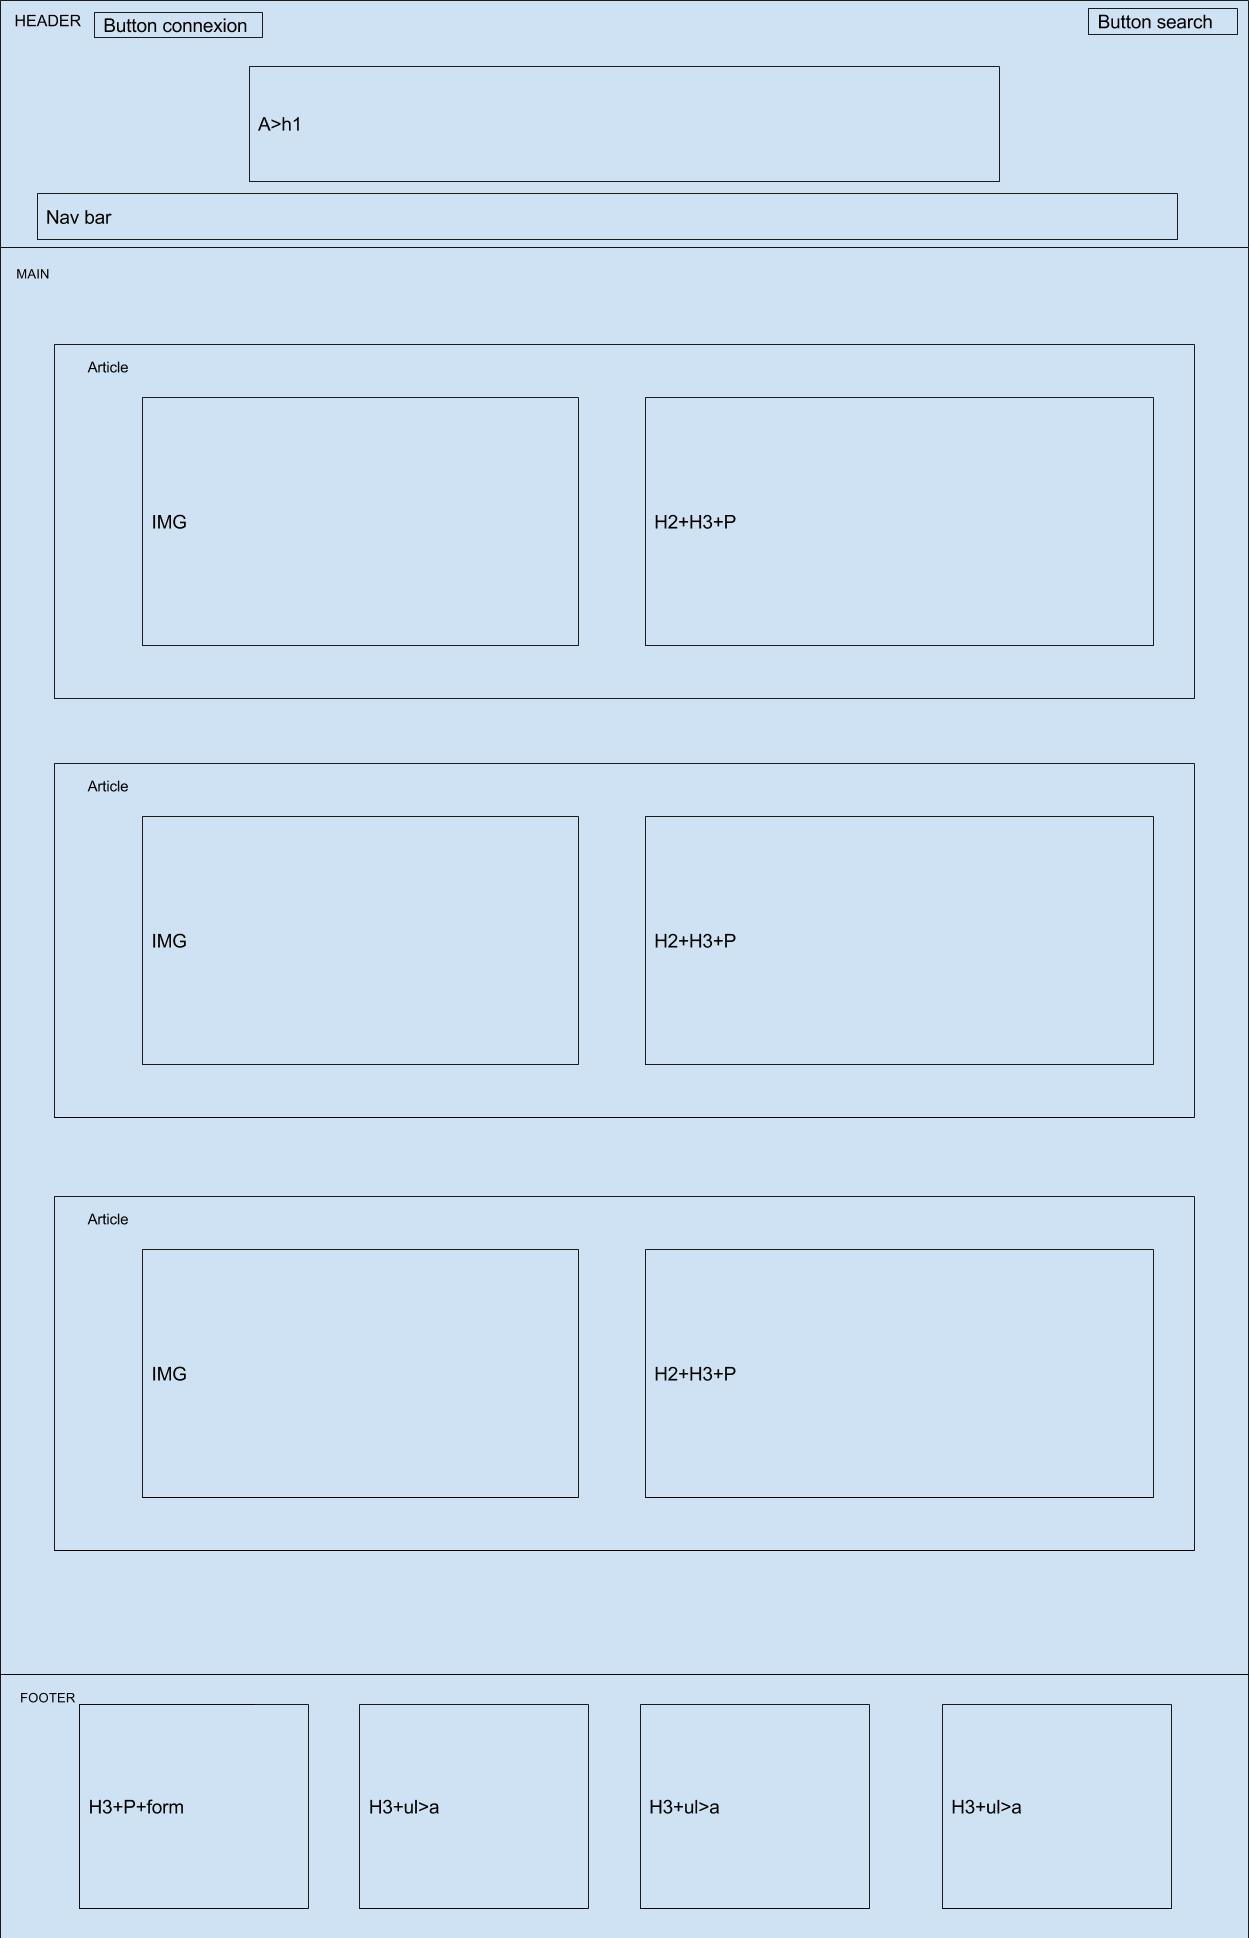 HEADER
Button connexion
Button search
A>h1
Nav bar
MAIN
Article
IMG
H2+H3+P
Article
IMG
H2+H3+P
Article
IMG
H2+H3+P
FOOTER
H3+P+form
H3+ul>a
H3+ul>a
H3+ul>a